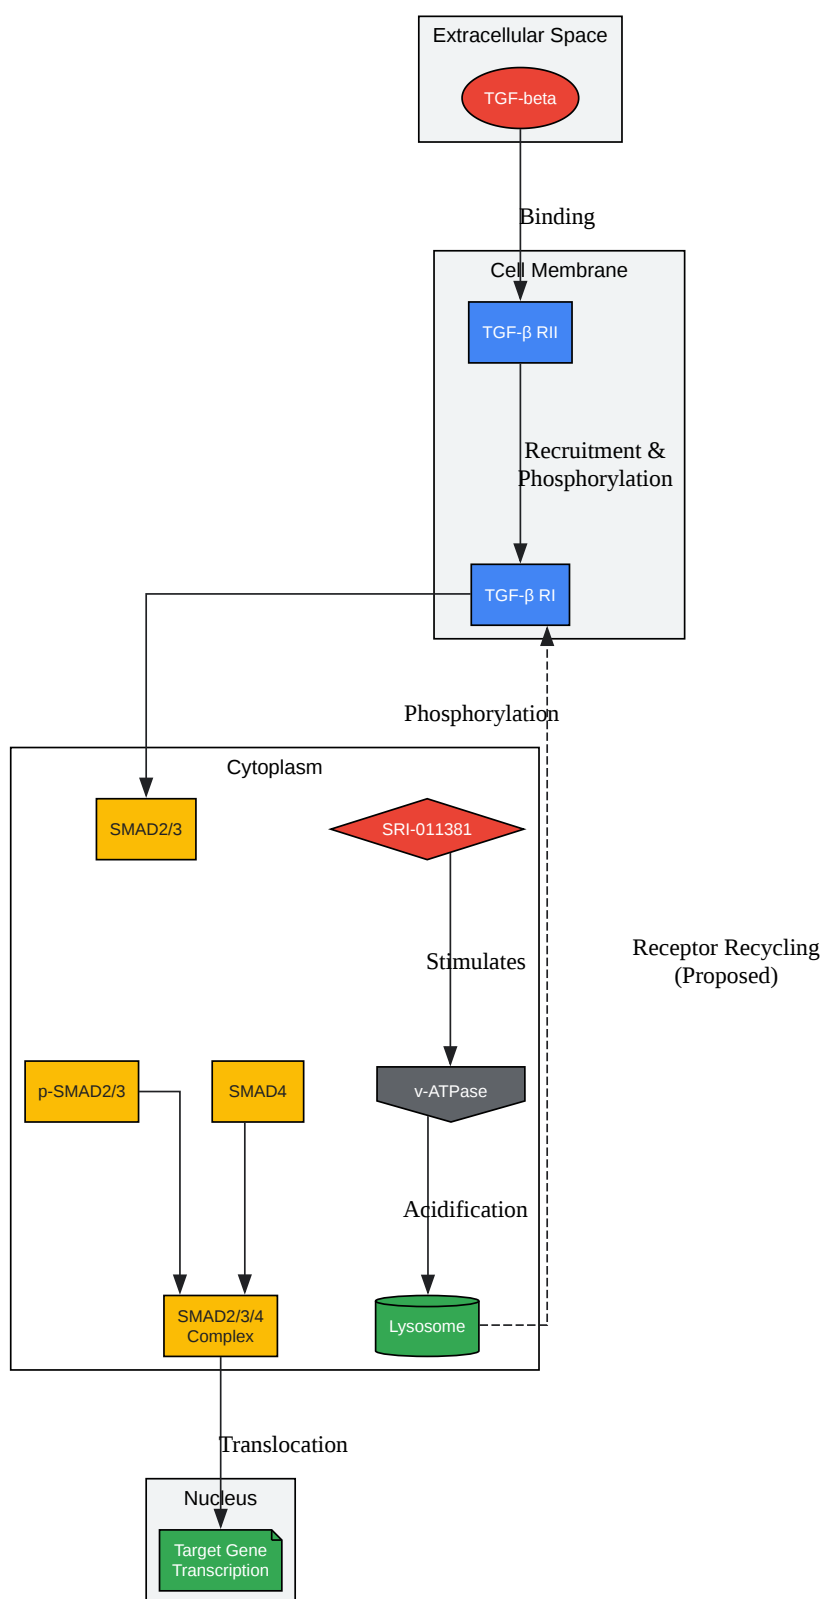 Extracellular Space
TGF-beta
Binding
Cell Membrane
TGF-β RII
Recruitment &
Phosphorylation
TGF-β RI
Phosphorylation
Cytoplasm
SMAD2/3
SRI-011381
Stimulates
Receptor Recycling
(Proposed)
p-SMAD2/3
SMAD4
v-ATPase
Acidification
SMAD2/3/4
Complex
Lysosome
Translocation
Nucleus
Target Gene
Transcription